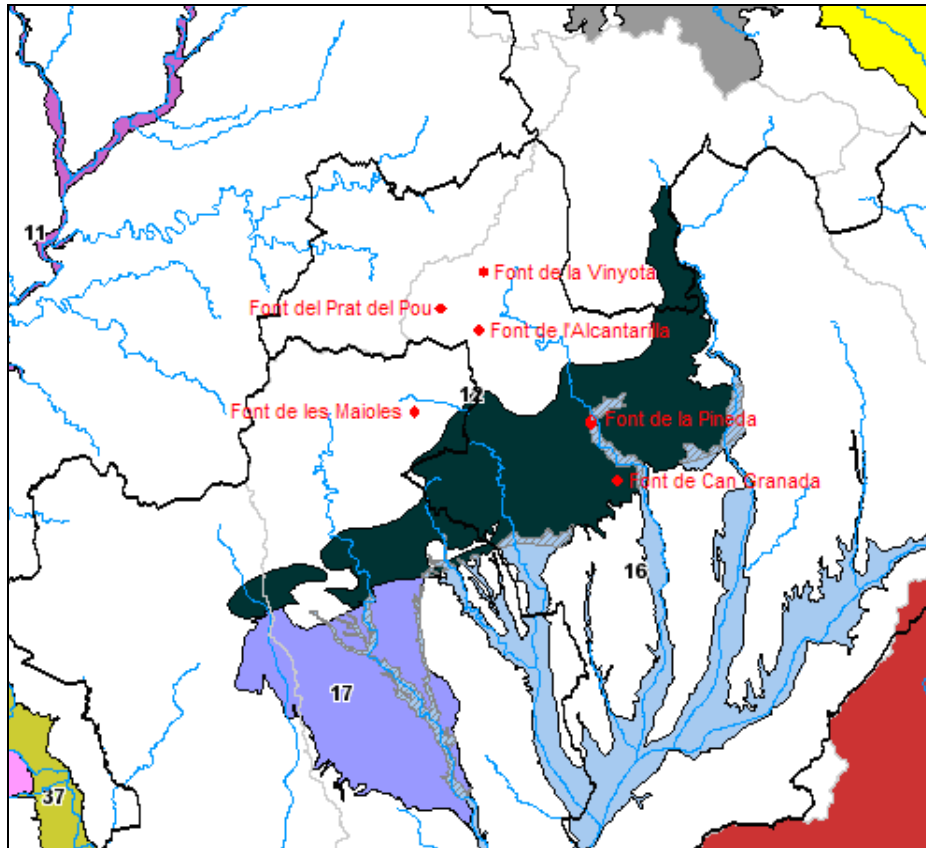 11
Font de la Vinyota
Font del Prat del Pou
Font de l'Alcantarilla
12
Font de les Maioles
Font de la Pineda
Font de Can Granada
16
17
37